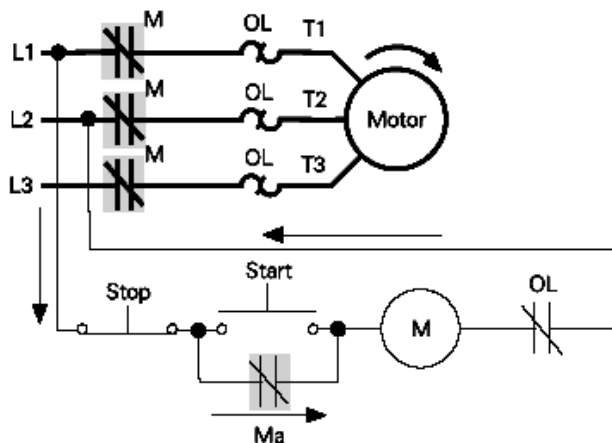 M OL T1
L1
M OL T2
L2 Motor
M OL T3
L3
Stop Start OL
M
Ma